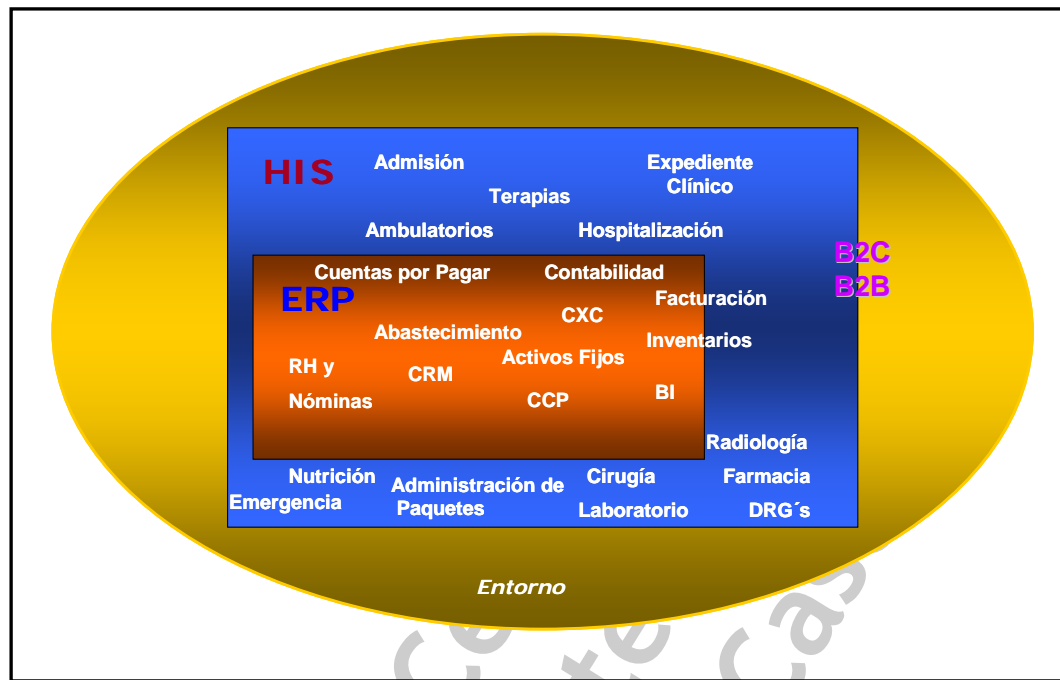 HIS
Admisión
Expediente
Clínico
Terapias
Ambulatorios
Hospitalización
B2C
B2B
Cuentas por Pagar
Contabilidad
ERP
Facturación
CXC
Abastecimiento
Inventarios
Activos Fijos
RH y
Nóminas
CRM
CCP
BI
Radiología
Nutrición
Emergencia
Administración de
Paquetes
Cirugía
Farmacia
Laboratorio
DRG´s
Entorno